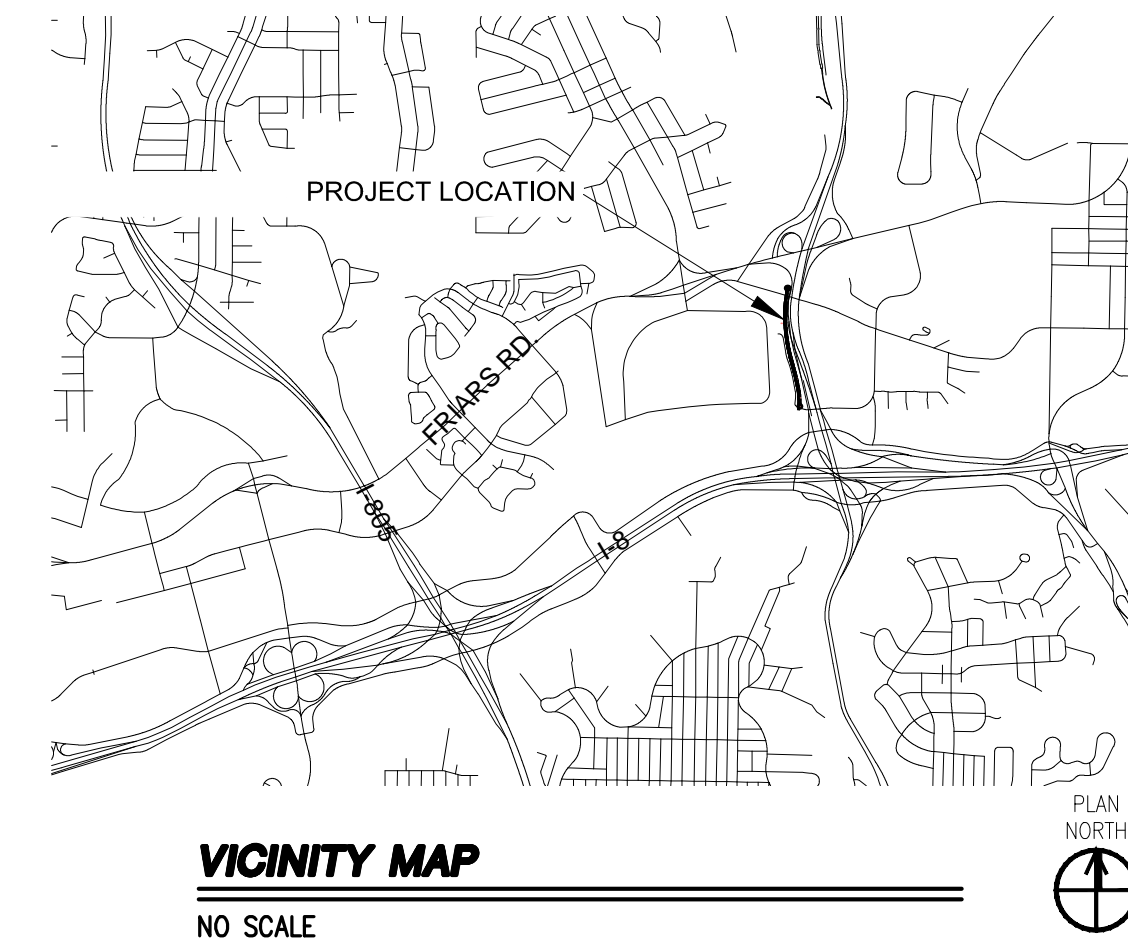 PROJECT LOCATION
FRIARS RD.
I-805
I-8
PLAN
NORTH
VICINITY MAP
NO SCALE